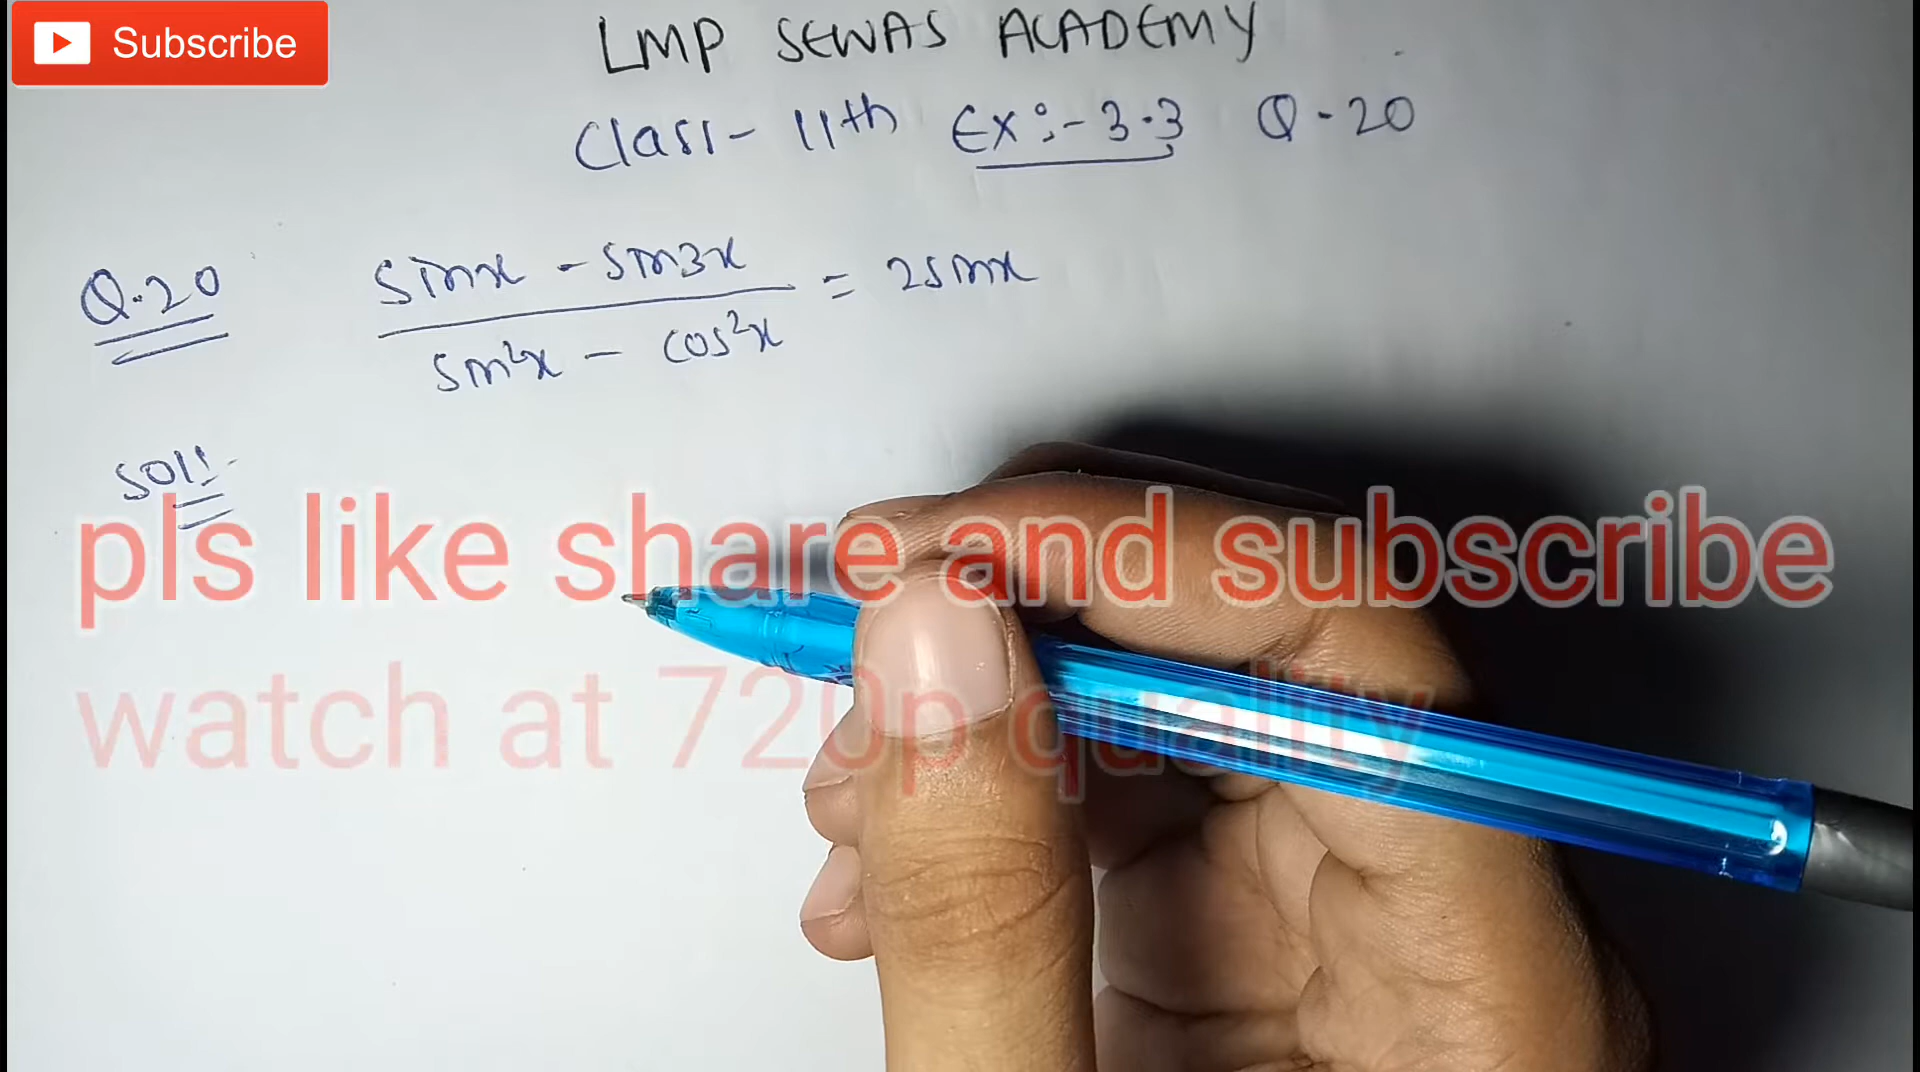 Subscribe
LMP SEWAS ACADEMY
Class - 11th Ex:- 3.3 Q - 20
Q.20 sinx - sin3x / sin²x - cos²x = 2sinx
Sol:-
pls like share and subscribe
watch at 720p quality